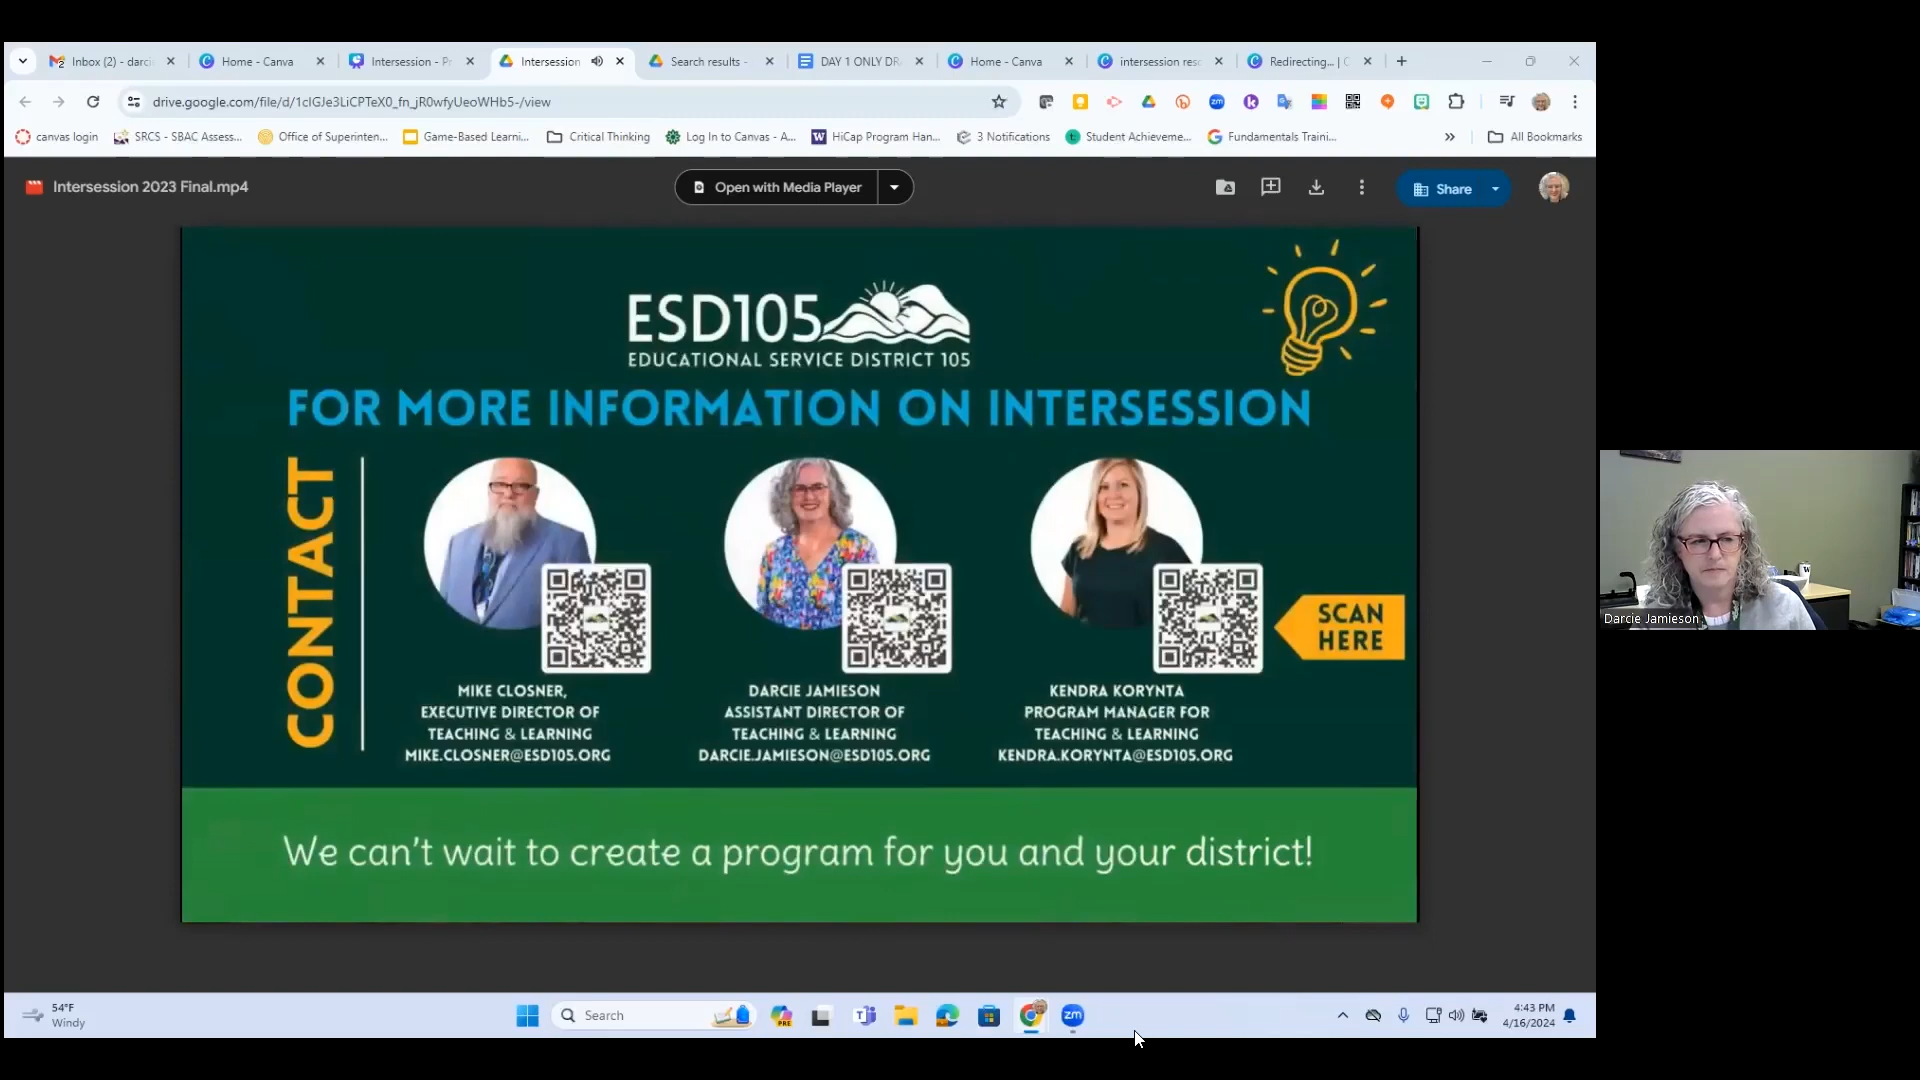 Inbox (2) - darci
Home - Canva
Intersession - P
Intersession
Search results -
DAY 1 ONLY DR
Home - Canva
intersession res
Redirecting... | C
drive.google.com/file/d/1cIGJe3LiCPTeX0_fn_jR0wfyUeoWHb5-/view
canvas login
SRCS - SBAC Assess...
Office of Superinten...
Game-Based Learni...
Critical Thinking
Log In to Canvas - A...
HiCap Program Han...
3 Notifications
Student Achieveme...
Fundamentals Traini...
All Bookmarks
Intersession 2023 Final.mp4
Open with Media Player
Share
ESD105
EDUCATIONAL SERVICE DISTRICT 105
FOR MORE INFORMATION ON INTERSESSION
CONTACT
SCAN
HERE
MIKE CLOSNER,
EXECUTIVE DIRECTOR OF
TEACHING & LEARNING
MIKE.CLOSNER@ESD105.ORG
DARCIE JAMIESON
ASSISTANT DIRECTOR OF
TEACHING & LEARNING
DARCIE.JAMIESON@ESD105.ORG
KENDRA KORYNTA
PROGRAM MANAGER FOR
TEACHING & LEARNING
KENDRA.KORYNTA@ESD105.ORG
We can't wait to create a program for you and your district!
Darcie Jamieson
54°F
Windy
Search
4:43 PM
4/16/2024